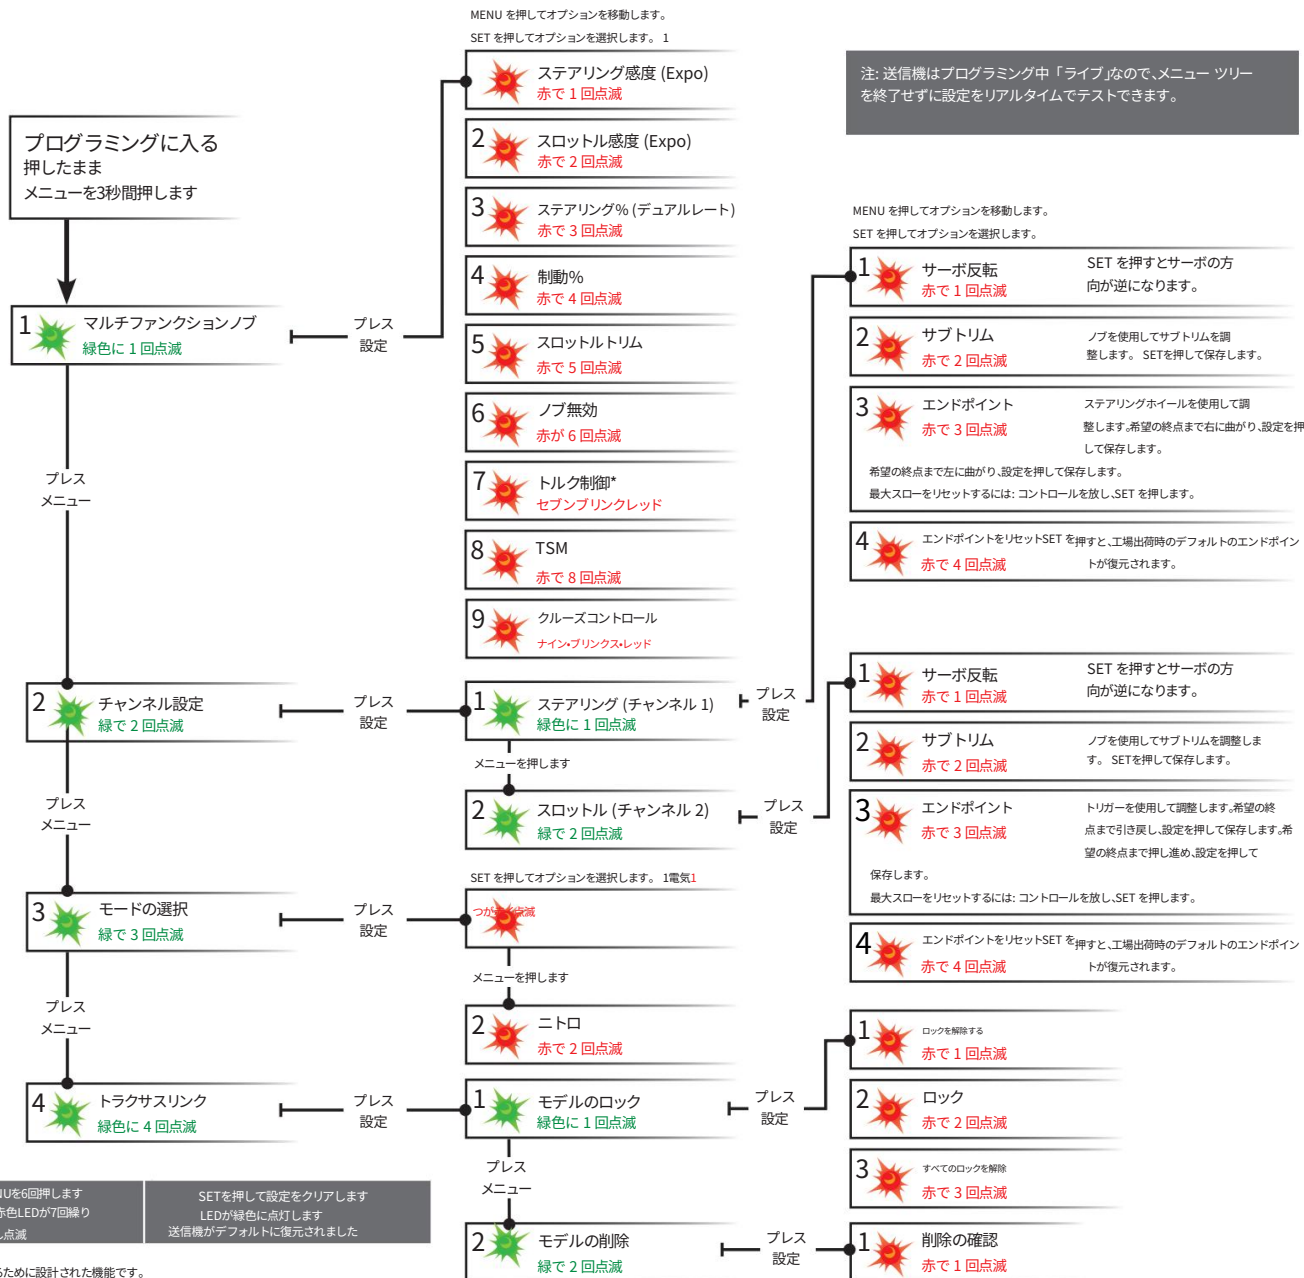 MENU を押してオプションを移動します。
SET を押してオプションを選択します。 1
ステアリング感度 (Expo)
赤で 1 回点滅
注: 送信機はプログラミング中「ライブ」なので、メニュー ツリー
を終了せずに設定をリアルタイムでテストできます。
プログラミングに入る
押したまま
メニューを3秒間押します
2
スロットル感度 (Expo)
赤で 2 回点滅
3
ステアリング% (デュアルレート)
赤で 3 回点滅
4
制動%
赤で 4 回点滅
5
スロットルトリム
赤で 5 回点滅
6
ノブ無効
赤が 6 回点滅
7
トルク制御*
セブンブリンクレッド
8
TSM
赤で 8 回点滅
9
クルーズコントロール
ナイン・ブリンクス・レッド
1
マルチファンクションノブ
緑色に 1 回点滅
プレス
設定
プレス
メニュー
MENU を押してオプションを移動します。
SET を押してオプションを選択します。
1
サーボ反転
赤で 1 回点滅
SET を押すとサーボの方
向が逆になります。
2
サブトリム
赤で 2 回点滅
ノブを使用してサブトリムを調
整します。 SETを押して保存します。
3
エンドポイント
赤で 3 回点滅
ステアリングホイールを使用して調
整します。希望の終点まで右に曲がり、設定を押
して保存します。
希望の終点まで左に曲がり、設定を押して保存します。
最大スローをリセットするには: コントロールを放し、SET を押します。
4
エンドポイントをリセットSET を押すと、工場出荷時のデフォルトのエンドポイン
赤で 4 回点滅
トが復元されます。
2
チャンネル設定
緑で 2 回点滅
プレス
設定
1
ステアリング (チャンネル 1)
緑色に 1 回点滅
プレス
設定
メニューを押します
2
スロットル (チャンネル 2)
緑で 2 回点滅
プレス
設定
1
サーボ反転
赤で 1 回点滅
SET を押すとサーボの方
向が逆になります。
2
サブトリム
赤で 2 回点滅
ノブを使用してサブトリムを調整しま
す。 SETを押して保存します。
3
エンドポイント
赤で 3 回点滅
トリガーを使用して調整します。希望の終
点まで引き戻し、設定を押して保存します。希
望の終点まで押し進め、設定を押して
保存します。
最大スローをリセットするには: コントロールを放し、SET を押します。
4
エンドポイントをリセットSET を押すと、工場出荷時のデフォルトのエンドポイン
赤で 4 回点滅
トが復元されます。
プレス
メニュー
3
モードの選択
緑で 3 回点滅
プレス
設定
SET を押してオプションを選択します。 1電気1
点滅
メニューを押します
2
ニトロ
赤で 2 回点滅
プレス
メニュー
4
トラクサスリンク
緑色に 4 回点滅
プレス
設定
1
モデルのロック
緑色に 1 回点滅
プレス
設定
1
ロックを解除する
赤で 1 回点滅
2
ロック
赤で 2 回点滅
3
すべてのロックを解除
赤で 3 回点滅
プレス
メニュー
2
モデルの削除
緑で 2 回点滅
プレス
設定
1
削除の確認
赤で 1 回点滅
NUを6回押します
赤色LEDが7回繰り
し点滅
SETを押して設定をクリアします
LEDが緑色に点灯します
送信機がデフォルトに復元されました
るために設計された機能です。